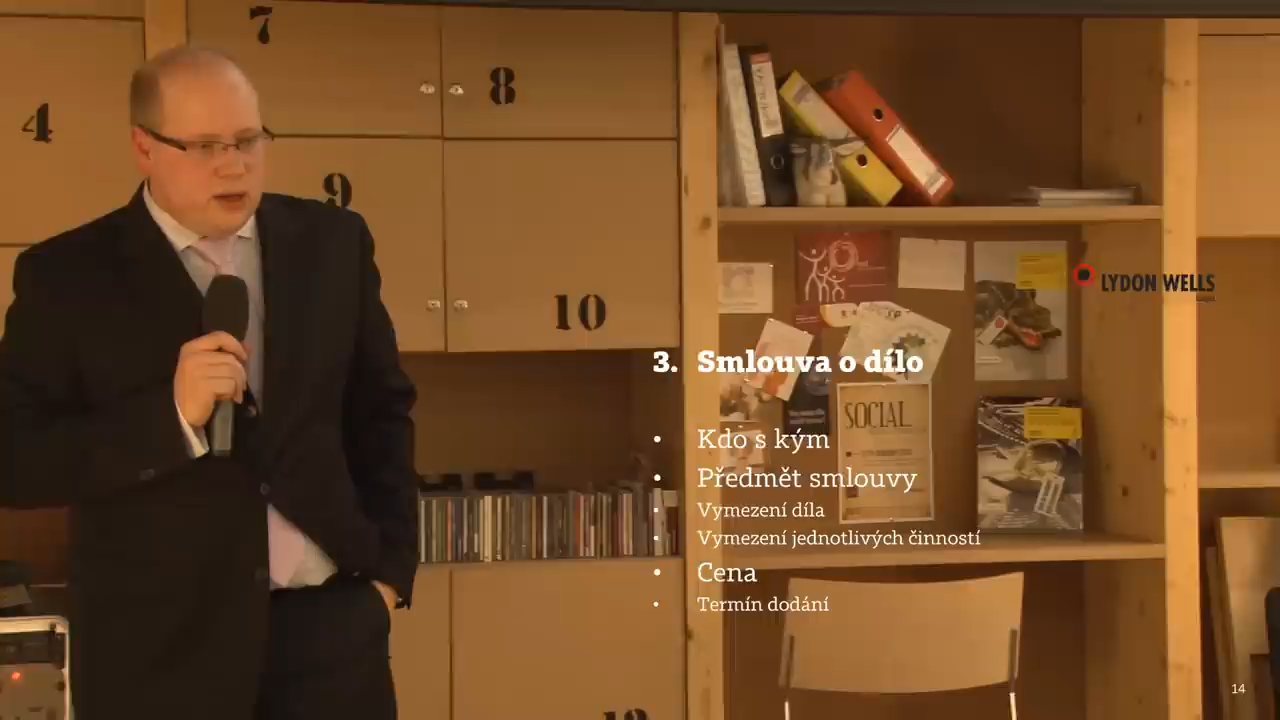 7
4
8
9
10
LYDON WELLS
3. Smlouva o dílo
SOCIAL
• Kdo s kým
• Předmět smlouvy
• Vymezení díla
• Vymezení jednotlivých činností
• Cena
• Termín dodání
14